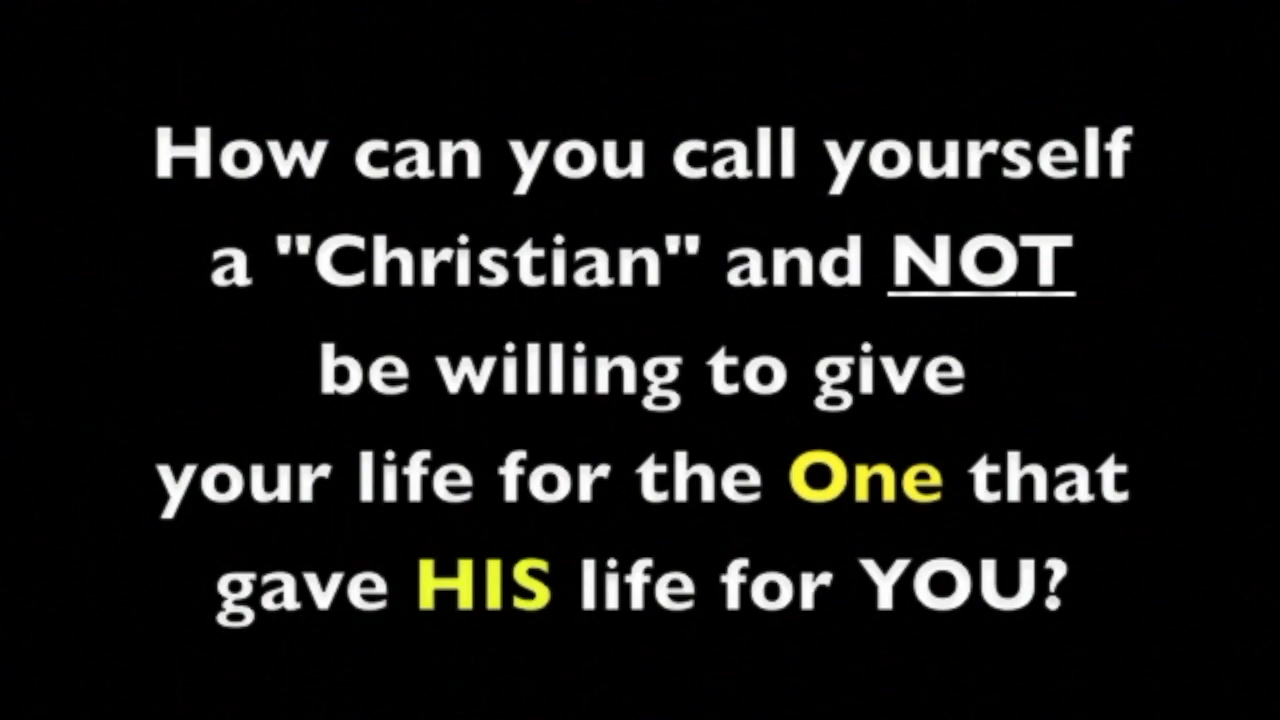 How can you call yourself
a "Christian" and NOT
be willing to give
your life for the One that
gave HIS life for YOU?